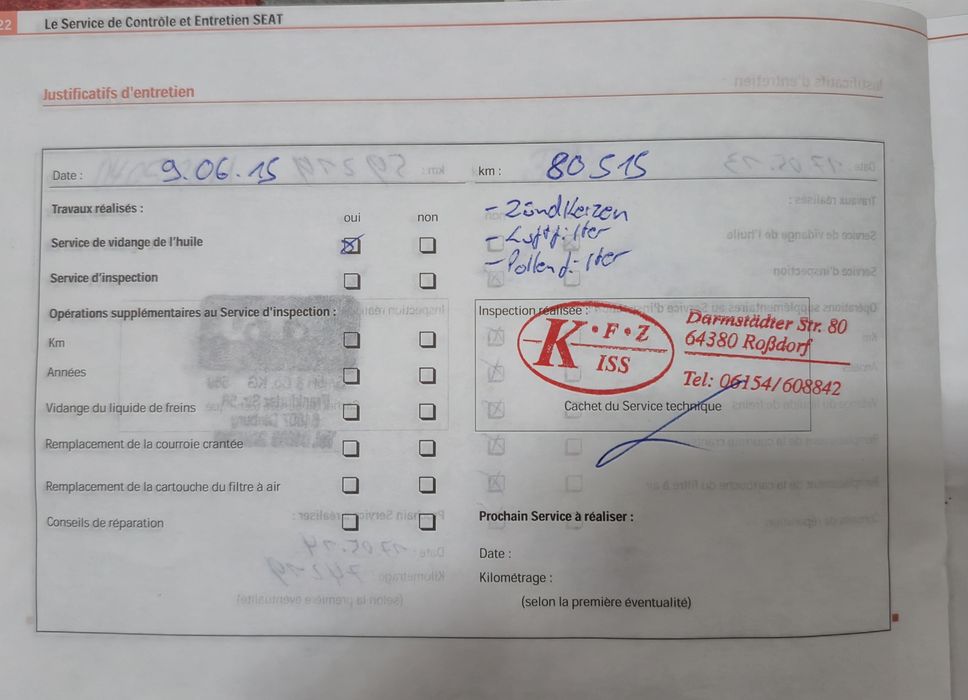 22 Le Service de Contrôle et Entretien SEAT
Justificatifs d'entretien
Date : 9.06.15 km : 80515
Travaux réalisés :
oui non
- Zündkerzen
Service de vidange de l'huile
- Luftfilter
- Pollenfilter
Service d'inspection
Opérations supplémentaires au Service d'inspection :
Km
Années
Vidange du liquide de freins
Remplacement de la courroie crantée
Remplacement de la cartouche du filtre à air
Conseils de réparation
Inspection réalisée :
K·F·Z
ISS
Darmstädter Str. 80
64380 Roßdorf
Tel: 06154/608842
Cachet du Service technique
Prochain Service à réaliser :
Date :
Kilométrage :
(selon la première éventualité)